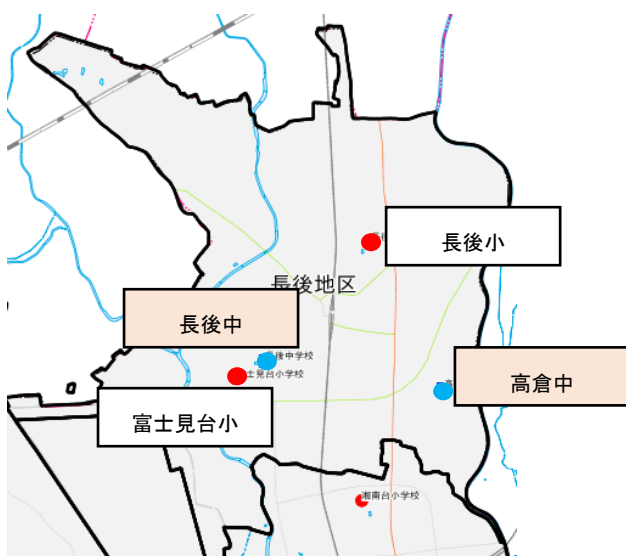 長後小
長後地区
長後中
長後中学校
士見台小学校
高倉中
富士見台小
湘南台小学校